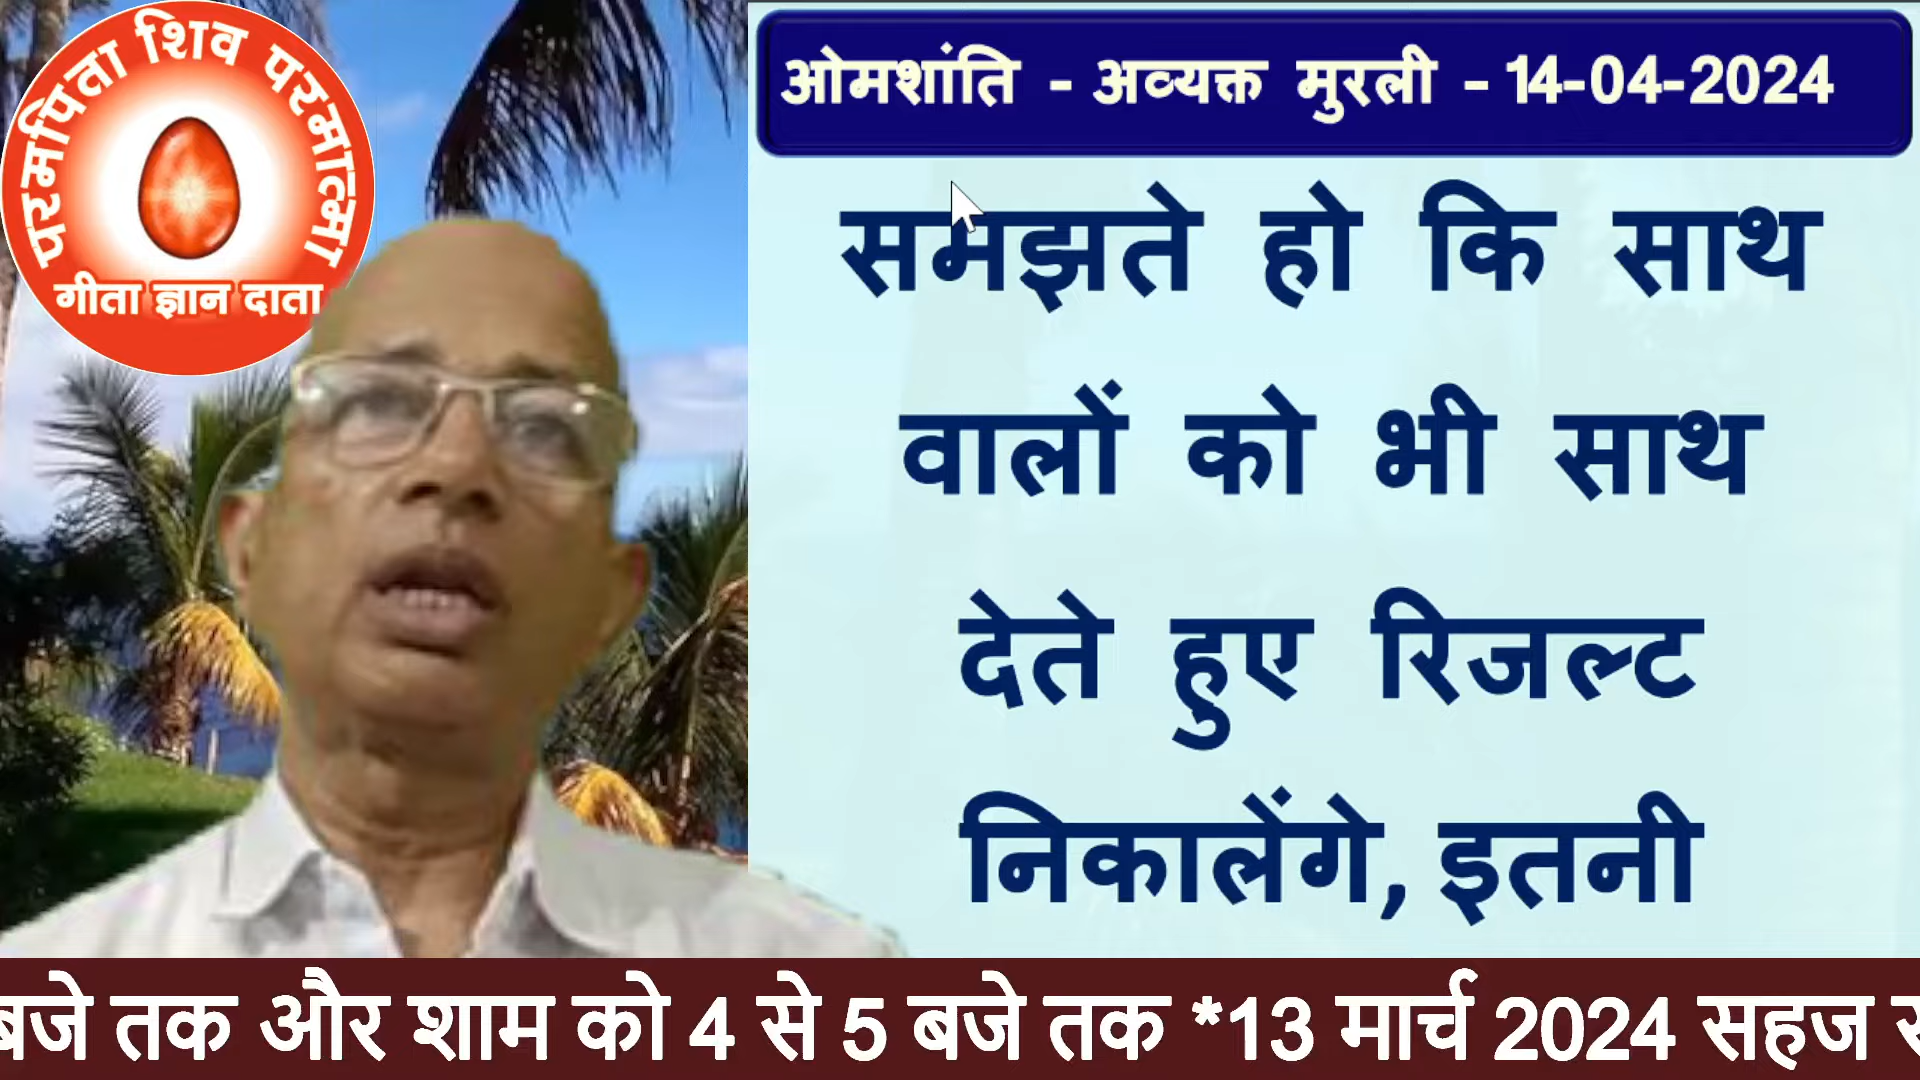 परमपिता शिव परमात्मा
गीता ज्ञान दाता
ओमशांति - अव्यक्त मुरली - 14-04-2024
समझते हो कि साथ
वालों को भी साथ
देते हुए रिजल्ट
निकालेंगे, इतनी
बजे तक और शाम को 4 से 5 बजे तक *13 मार्च 2024 सहज